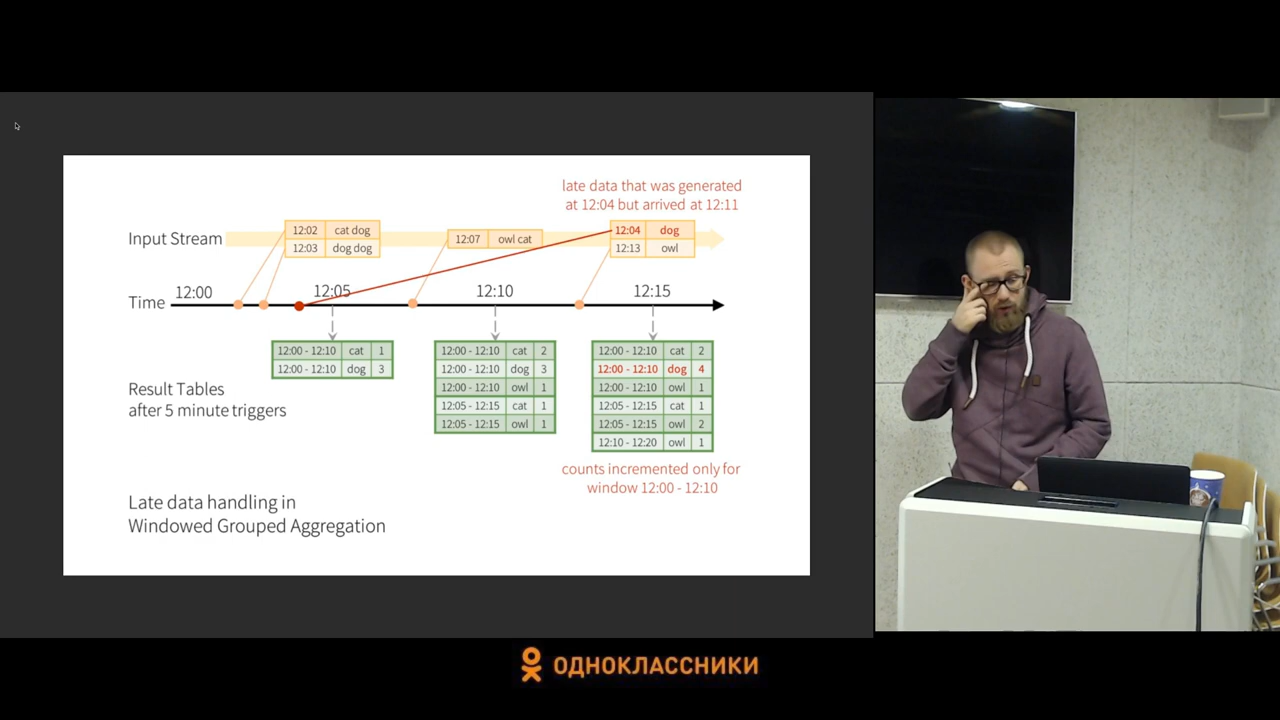 late data that was generated
at 12:04 but arrived at 12:11
Input Stream
12:02 cat dog
12:03 dog dog
12:07 owl cat
12:04 dog
12:13 owl
Time
12:00
12:05
12:10
12:15
Result Tables
after 5 minute triggers
12:00 - 12:10 cat 1
12:00 - 12:10 dog 3
12:00 - 12:10 cat 2
12:00 - 12:10 dog 3
12:00 - 12:10 owl 1
12:05 - 12:15 cat 1
12:05 - 12:15 owl 1
12:00 - 12:10 cat 2
12:00 - 12:10 dog 4
12:00 - 12:10 owl 1
12:05 - 12:15 cat 1
12:05 - 12:15 owl 2
12:10 - 12:20 owl 1
counts incremented only for
window 12:00 - 12:10
Late data handling in
Windowed Grouped Aggregation
ОДНОКЛАССНИКИ